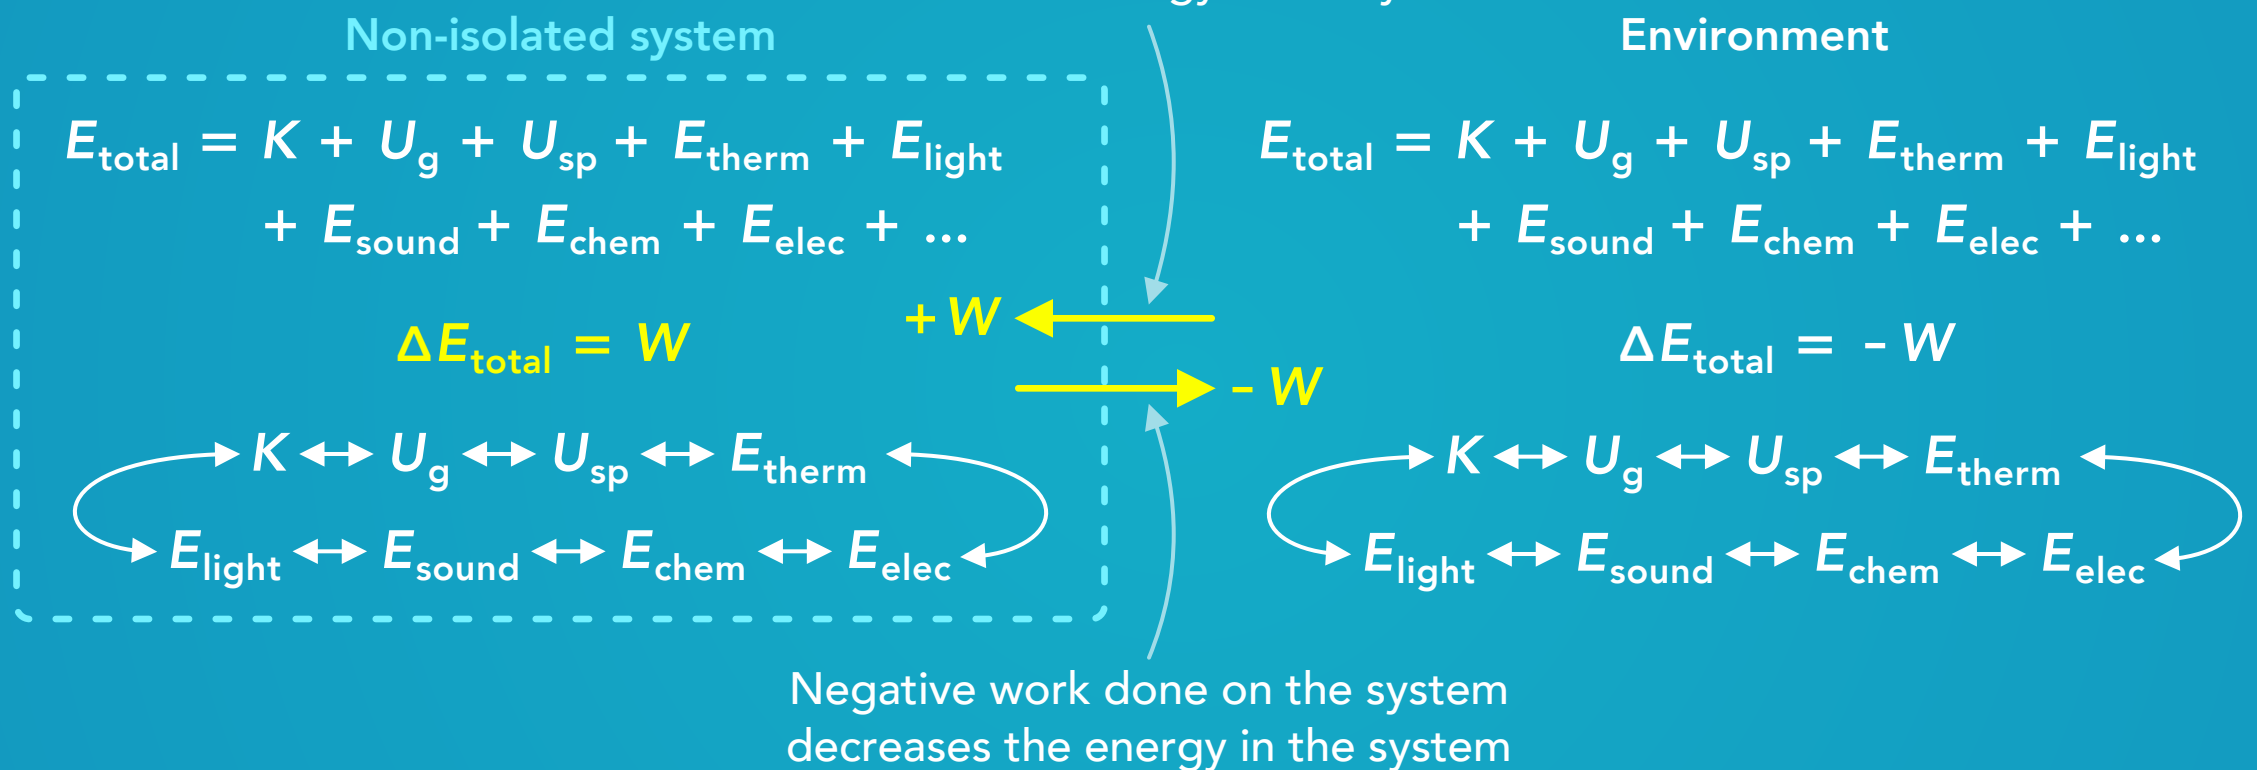 Non-isolated system
Environment
E_total = K + U_g + U_sp + E_therm + E_light
+ E_sound + E_chem + E_elec + ...
E_total = K + U_g + U_sp + E_therm + E_light
+ E_sound + E_chem + E_elec + ...
ΔE_total = W
+W
-W
ΔE_total = -W
K ↔ U_g ↔ U_sp ↔ E_therm
E_light ↔ E_sound ↔ E_chem ↔ E_elec
K ↔ U_g ↔ U_sp ↔ E_therm
E_light ↔ E_sound ↔ E_chem ↔ E_elec
Negative work done on the system
decreases the energy in the system